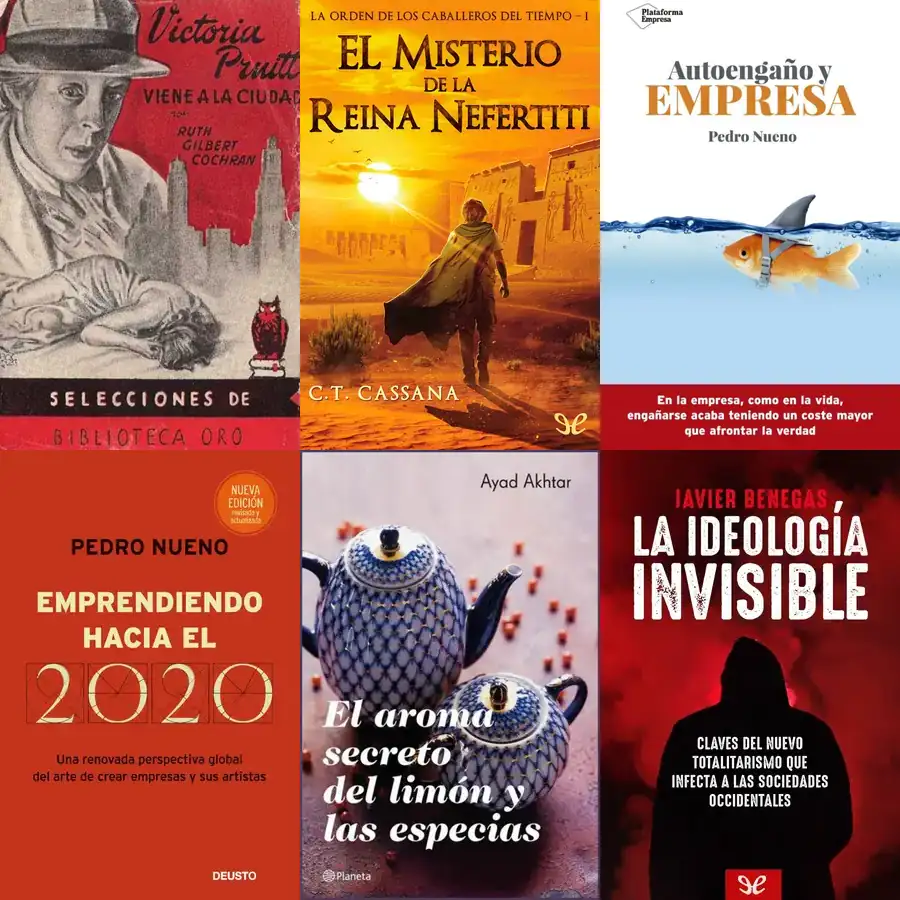 Victoria
Pruitt
VIENE A LA CIUDAD
POR
RUTH
GILBERT
COCHRAN
SELECCIONES DE
BIBLIOTECA ORO
LA ORDEN DE LOS CABALLEROS DEL TIEMPO – I
EL MISTERIO
DE LA
REINA NEFERTITI
C.T. CASSANA
Plataforma
Empresa
Autoengaño y
EMPRESA
Pedro Nueno
En la empresa, como en la vida,
engañarse acaba teniendo un coste mayor
que afrontar la verdad
NUEVA
EDICIÓN
revisada y
actualizada
PEDRO NUENO
EMPRENDIENDO
HACIA EL
2020
Una renovada perspectiva global
del arte de crear empresas y sus artistas
DEUSTO
Ayad Akhtar
El aroma
secreto
del limón y
las especias
Planeta
JAVIER BENEGAS
LA IDEOLOGÍA
INVISIBLE
CLAVES DEL NUEVO
TOTALITARISMO QUE
INFECTA A LAS SOCIEDADES
OCCIDENTALES